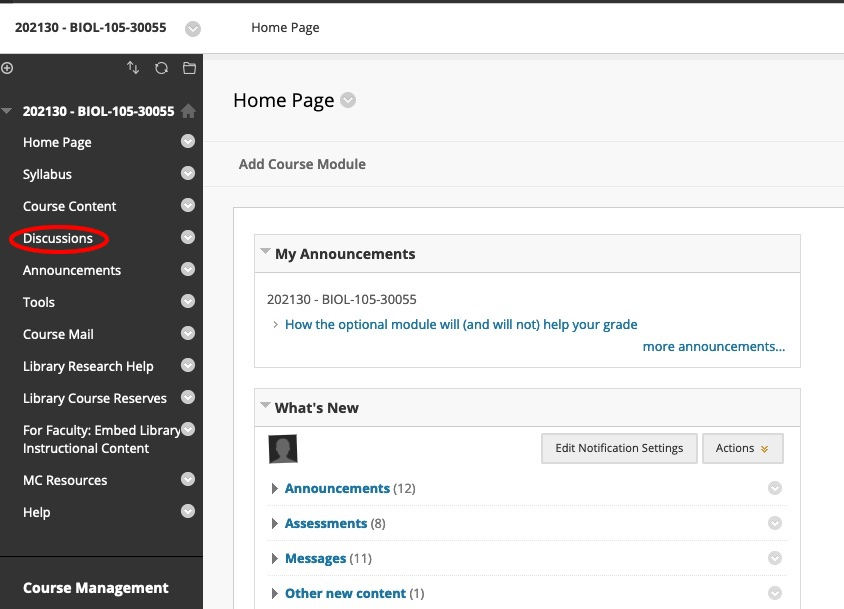 202130 - BIOL-105-30055
Home Page
202130 - BIOL-105-30055
Home Page
Syllabus
Course Content
Discussions
Announcements
Tools
Course Mail
Library Research Help
Library Course Reserves
For Faculty: Embed Library
Instructional Content
MC Resources
Help
Course Management
Home Page
Add Course Module
My Announcements
202130 - BIOL-105-30055
How the optional module will (and will not) help your grade
more announcements...
What's New
Edit Notification Settings
Actions
Announcements (12)
Assessments (8)
Messages (11)
Other new content (1)